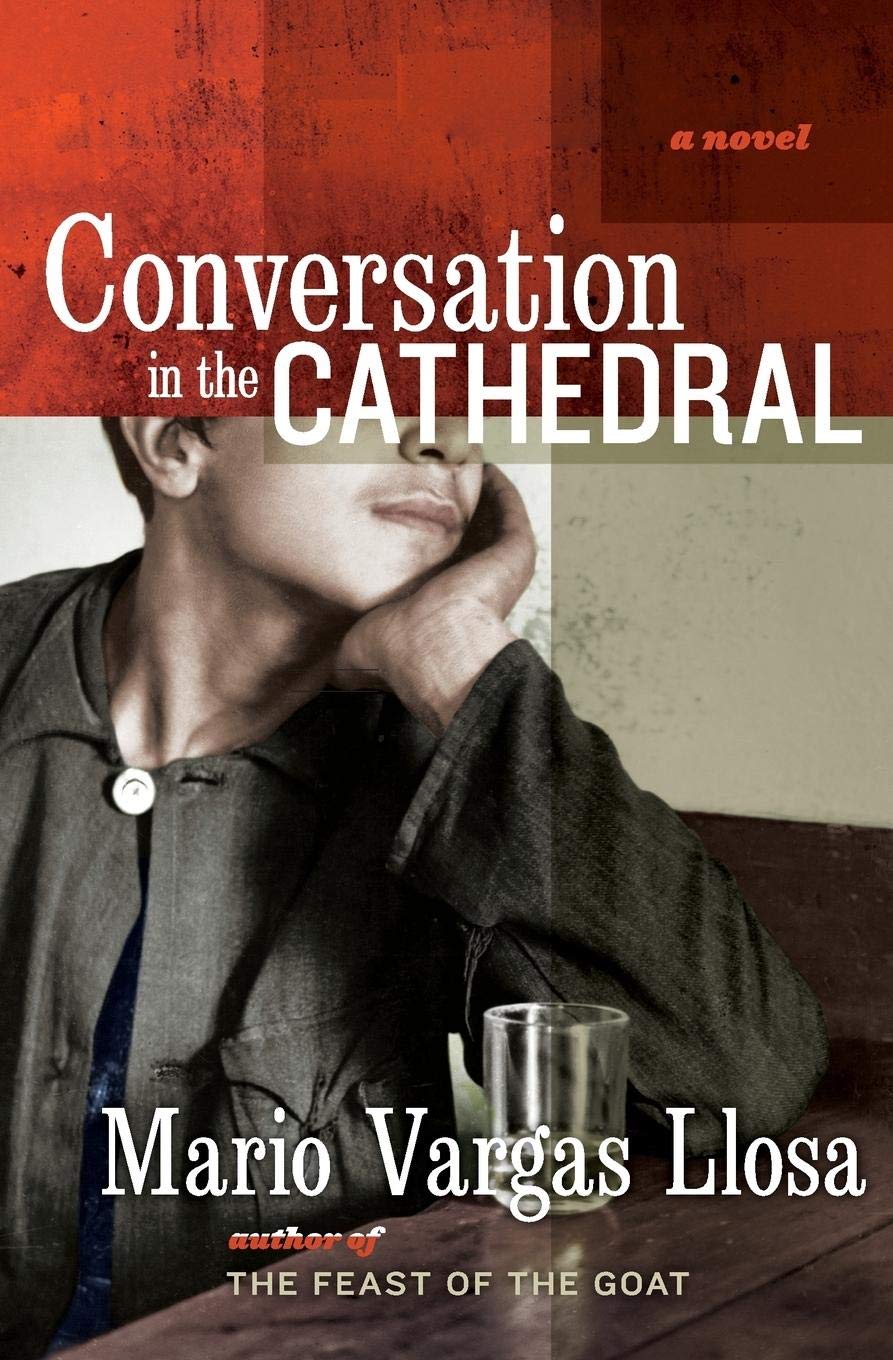 a novel
Conversation
in the CATHEDRAL
Mario Vargas Llosa
author of
THE FEAST OF THE GOAT